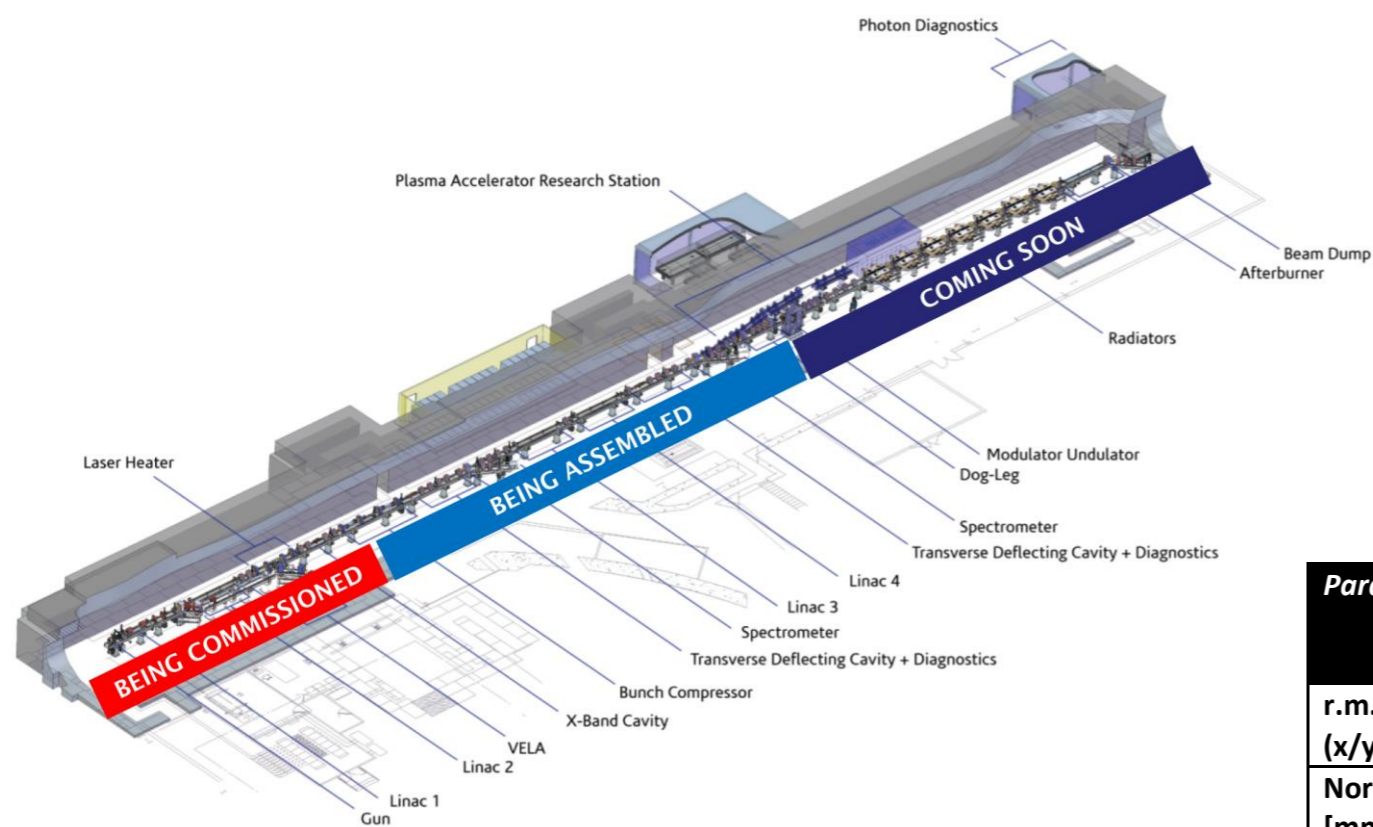 Photon Diagnostics
Plasma Accelerator Research Station
Beam Dump
Afterburner
COMING SOON
Radiators
Laser Heater
BEING ASSEMBLED
Modulator Undulator
Dog-Leg
Spectrometer
Transverse Deflecting Cavity + Diagnostics
Linac 4
BEING COMMISSIONED
Linac 3
Spectrometer
Transverse Deflecting Cavity + Diagnostics
Bunch Compressor
X-Band Cavity
VELA
Linac 2
Linac 1
Gun
r.m.
(x/y